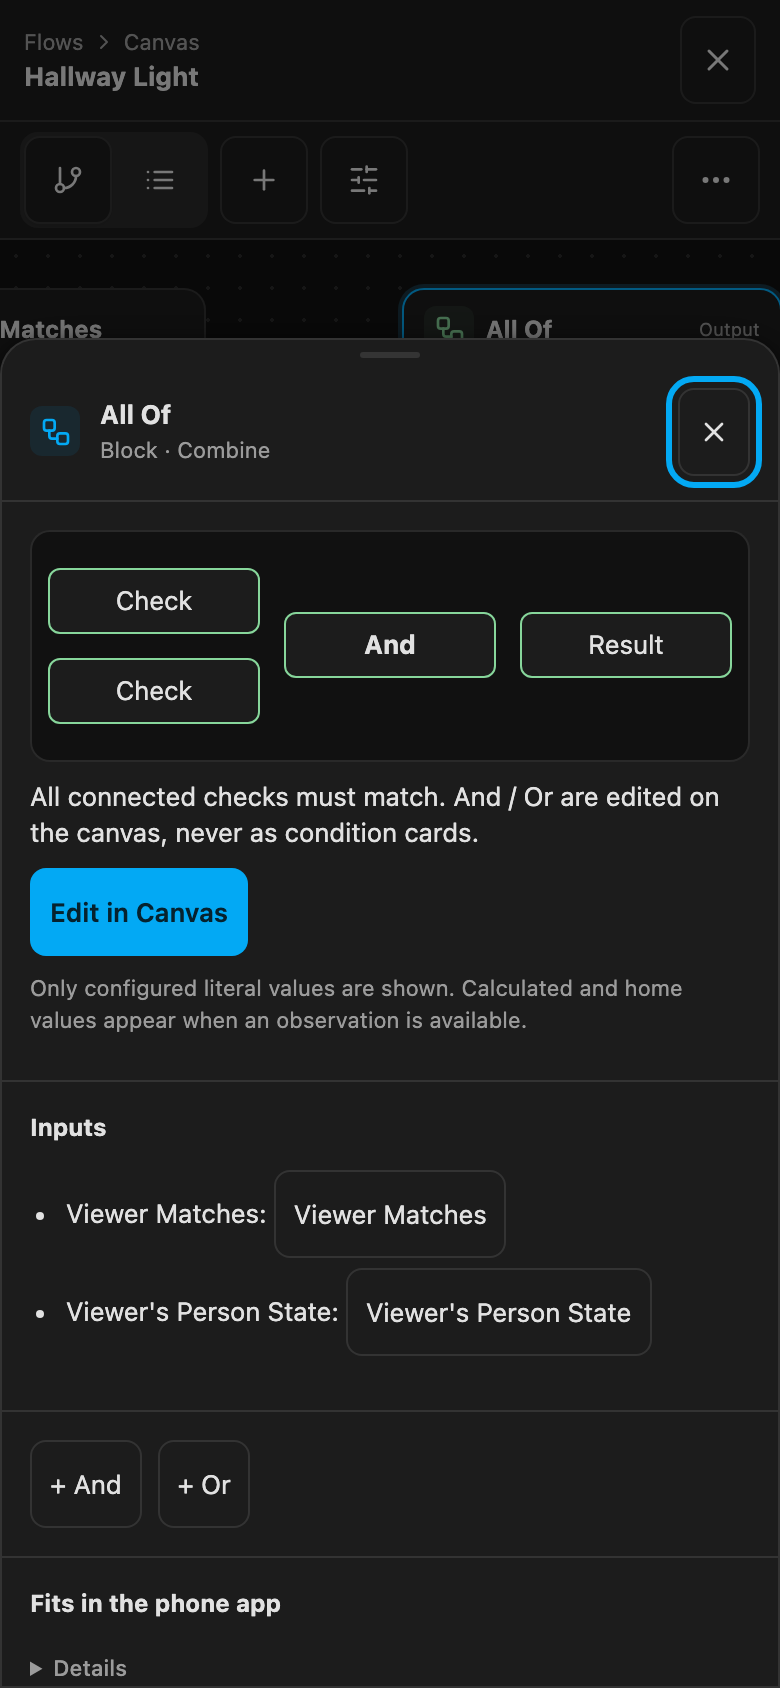 Flows > Canvas
Hallway Light
Matches
All Of
Output
All Of
Block · Combine
Check
Check
And
Result
All connected checks must match. And / Or are edited on
the canvas, never as condition cards.
Edit in Canvas
Only configured literal values are shown. Calculated and home
values appear when an observation is available.
Inputs
• Viewer Matches: Viewer Matches
• Viewer's Person State: Viewer's Person State
+ And
+ Or
Fits in the phone app
Details